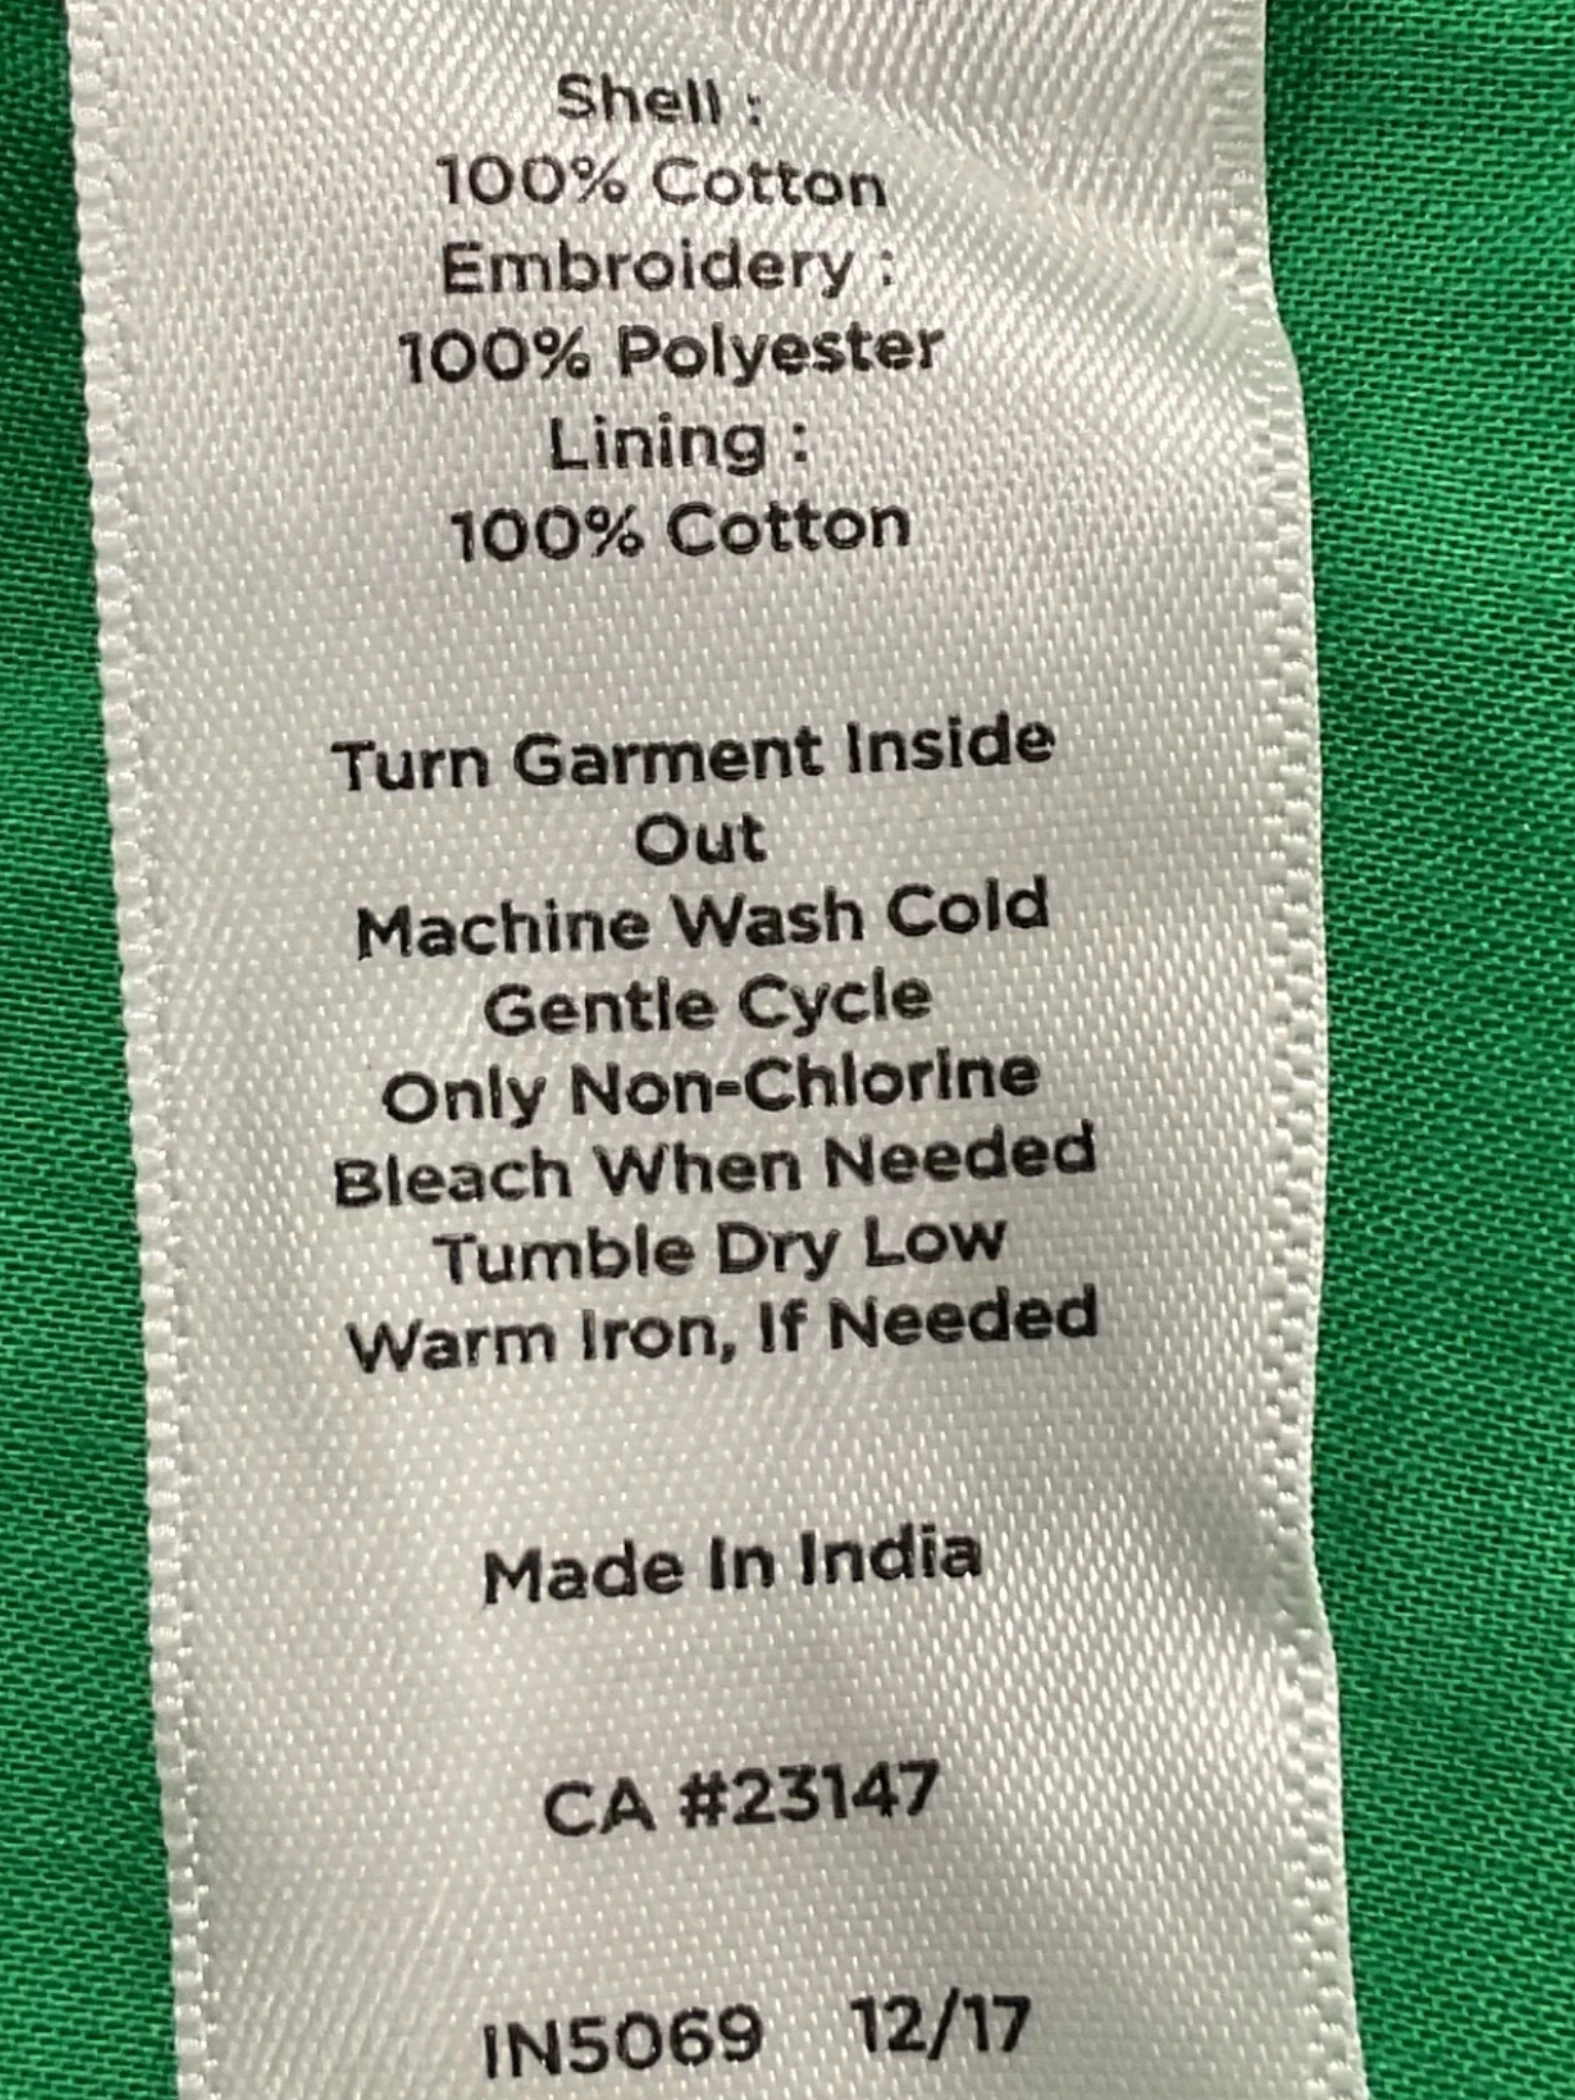 Shell :
100% Cotton
Embroidery :
100% Polyester
Lining :
100% Cotton
Turn Garment Inside
Out
Machine Wash Cold
Gentle Cycle
Only Non-Chlorine
Bleach When Needed
Tumble Dry Low
Warm Iron, If Needed
Made In India
CA #23147
IN5069 12/17